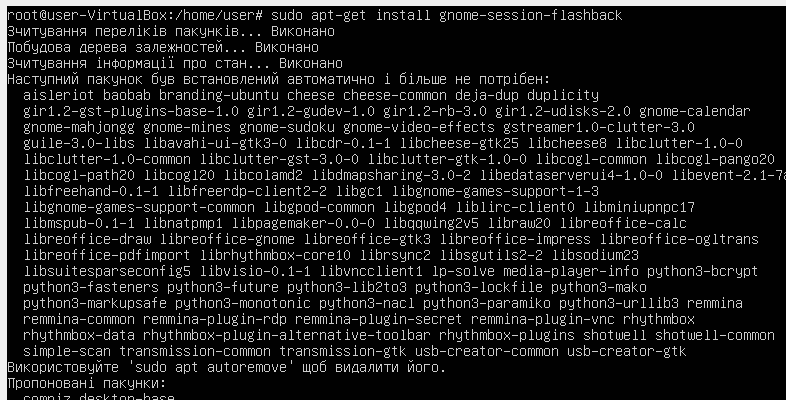 root@user-VirtualBox:/home/user# sudo apt-get install gnome-session-flashback
Зчитування переліків пакунків... Виконано
Побудова дерева залежностей... Виконано
Зчитування інформації про стан... Виконано
Наступний пакунок був встановлений автоматично і більше не потрібен:
aisleriot baobab branding-ubuntu cheese cheese-common deja-dup duplicity
gir1.2-gst-plugins-base-1.0 gir1.2-gudev-1.0 gir1.2-rb-3.0 gir1.2-udisks-2.0 gnome-calendar
gnome-mahjongg gnome-mines gnome-sudoku gnome-video-effects gstreamer1.0-clutter-3.0
guile-3.0-libs libavahi-ui-gtk3-0 libcdr-0.1-1 libcheese-gtk25 libcheese8 libclutter-1.0-0
libclutter-1.0-common libclutter-gst-3.0-0 libclutter-gtk-1.0-0 libcogl-common libcogl-pango20
libcogl-path20 libcogl20 libcolamd2 libdmapsharing-3.0-2 libedataserverui4-1.0-0 libevent-2.1-7a
libfreehand-0.1-1 libfreerdp-client2-2 libgc1 libgnome-games-support-1-3
libgnome-games-support-common libgpod-common libgpod4 liblirc-client0 libminiupnpc17
libmspub-0.1-1 libnatpmp1 libpagemaker-0.0-0 libqqwing2v5 libraw20 libreoffice-calc
libreoffice-draw libreoffice-gnome libreoffice-gtk3 libreoffice-impress libreoffice-ogltrans
libreoffice-pdfimport librhythmbox-core10 librsync2 libsgutils2-2 libsodium23
libsuitesparseconfig5 libvisio-0.1-1 libvncclient1 lp-solve media-player-info python3-bcrypt
python3-fasteners python3-future python3-lib2to3 python3-lockfile python3-mako
python3-markupsafe python3-monotonic python3-nacl python3-paramiko python3-urllib3 remmina
remmina-common remmina-plugin-rdp remmina-plugin-secret remmina-plugin-vnc rhythmbox
rhythmbox-data rhythmbox-plugin-alternative-toolbar rhythmbox-plugins shotwell shotwell-common
simple-scan transmission-common transmission-gtk usb-creator-common usb-creator-gtk
Використовуйте 'sudo apt autoremove' щоб видалити його.
Пропоновані пакунки:
compiz desktop-base